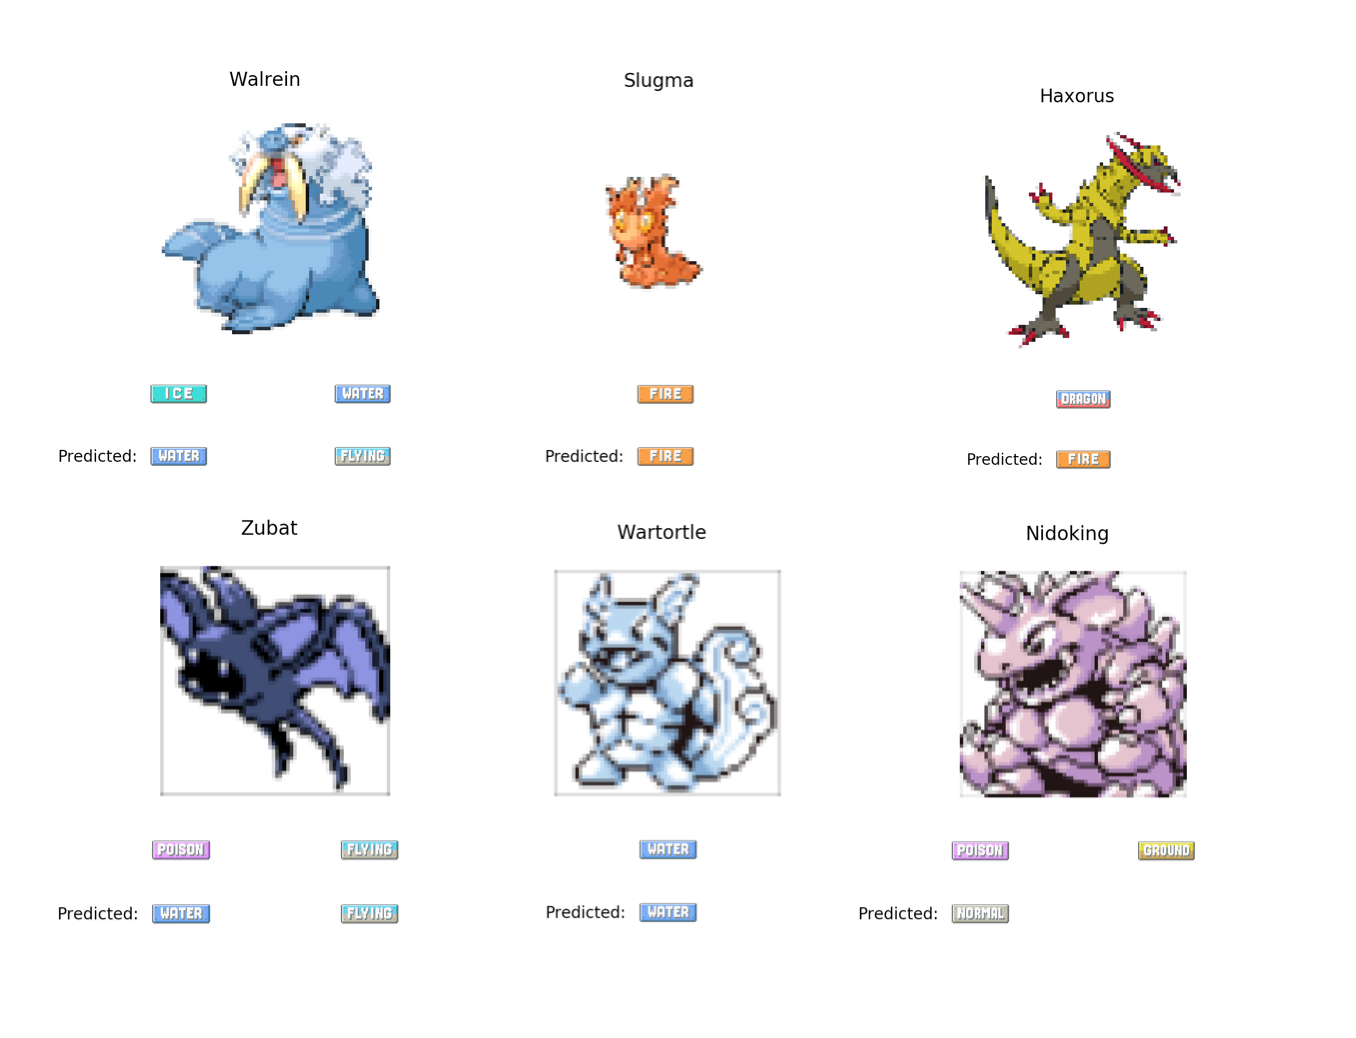 Walrein
Slugma
Haxorus
ICE WATER
FIRE
DRAGON
Predicted: WATER FLYING
Predicted: FIRE
Predicted: FIRE
Zubat
Wartortle
Nidoking
POISON FLYING
WATER
POISON GROUND
Predicted: WATER FLYING
Predicted: WATER
Predicted: NORMAL